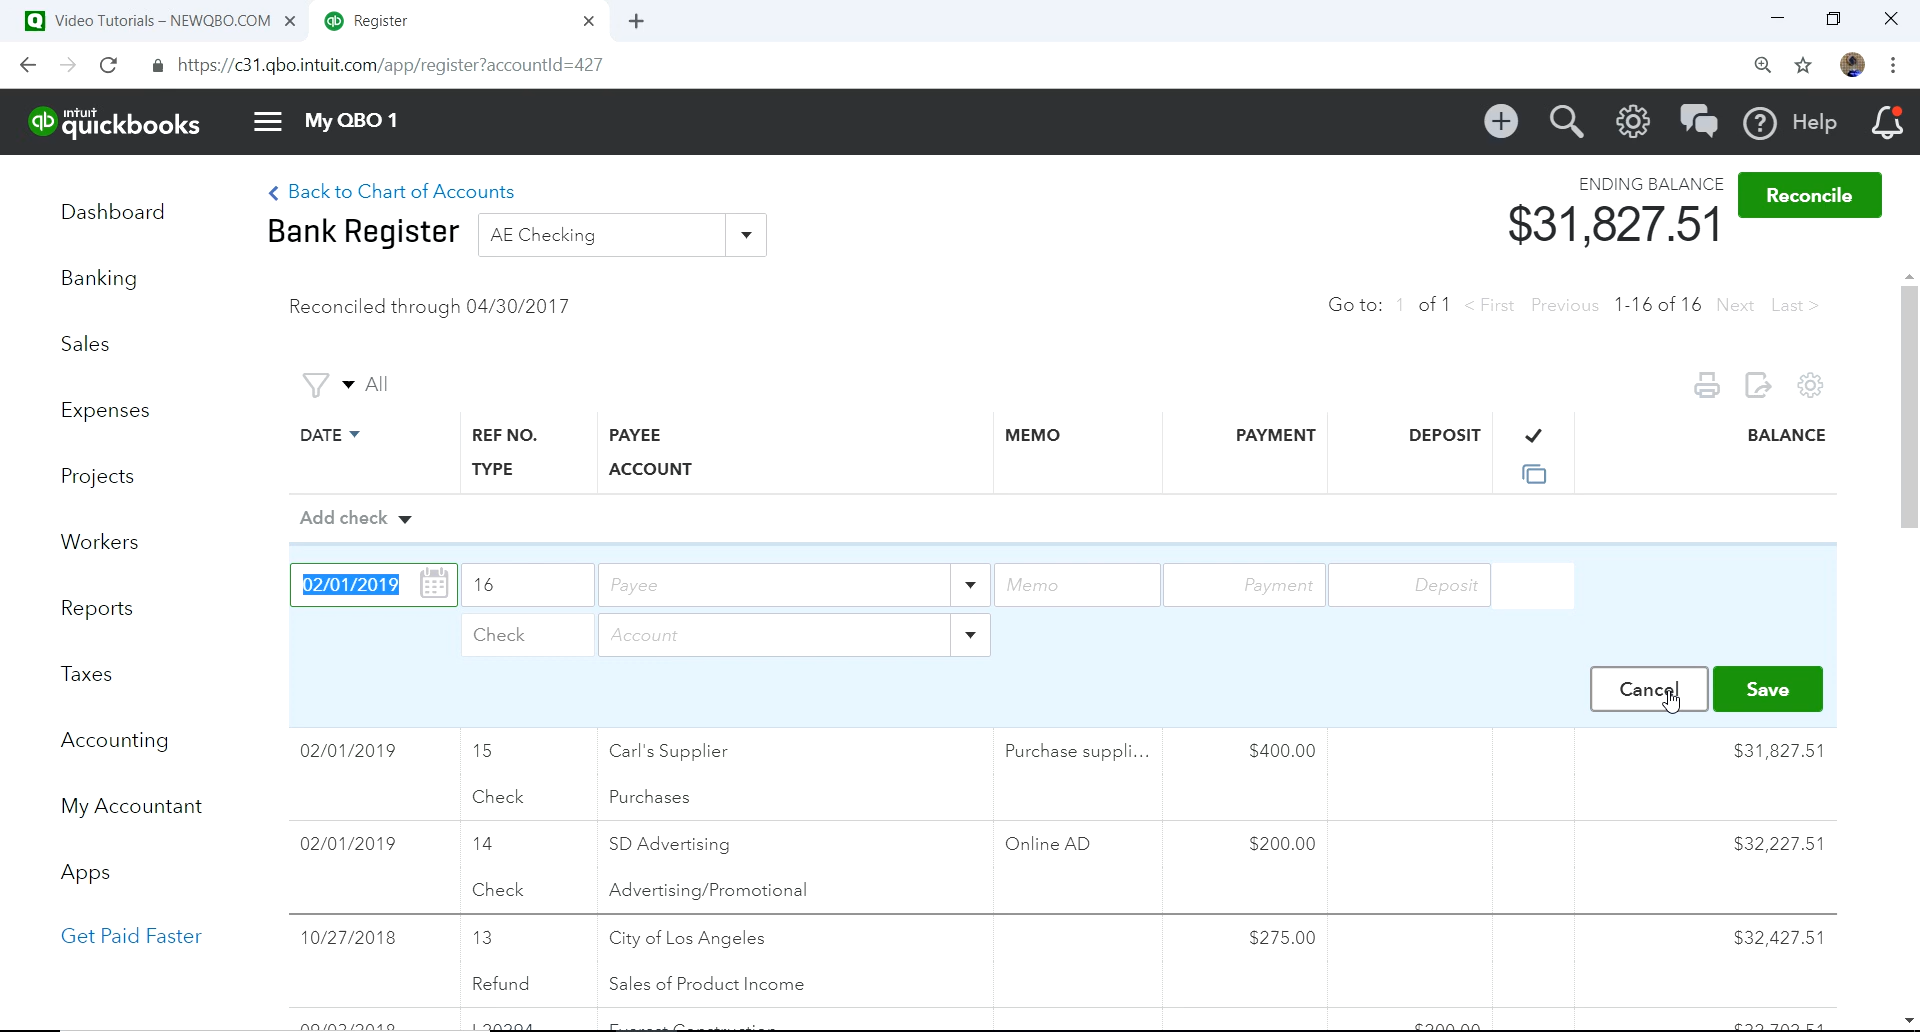 Video Tutorials – NEWQBO.COM
Register
https://c31.qbo.intuit.com/app/register?accountId=427
intuit quickbooks
My QBO 1
Help
Dashboard
Banking
Sales
Expenses
Projects
Workers
Reports
Taxes
Accounting
My Accountant
Apps
Get Paid Faster
Back to Chart of Accounts
Bank Register AE Checking
ENDING BALANCE
$31,827.51
Reconcile
Reconciled through 04/30/2017
Go to: 1 of 1 < First Previous 1-16 of 16 Next Last >
All
DATE REF NO. PAYEE MEMO PAYMENT DEPOSIT ✓ BALANCE
TYPE ACCOUNT
Add check
02/01/2019 16 Payee Memo Payment Deposit
Check Account
Cancel Save
02/01/2019 15 Carl's Supplier Purchase suppli... $400.00 $31,827.51
Check Purchases
02/01/2019 14 SD Advertising Online AD $200.00 $32,227.51
Check Advertising/Promotional
10/27/2018 13 City of Los Angeles $275.00 $32,427.51
Refund Sales of Product Income